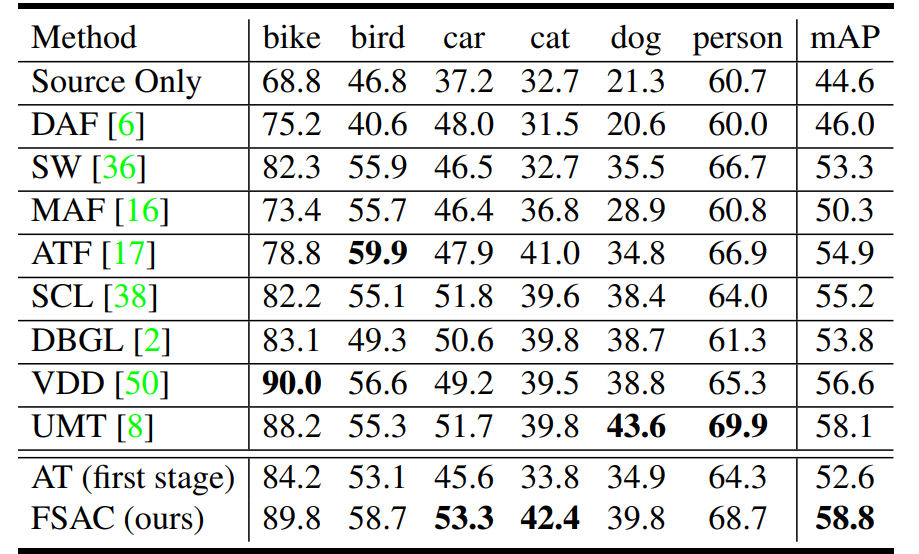 Method bike bird car cat dog person mAP
Source Only 68.8 46.8 37.2 32.7 21.3 60.7 44.6
DAF [6] 75.2 40.6 48.0 31.5 20.6 60.0 46.0
SW [36] 82.3 55.9 46.5 32.7 35.5 66.7 53.3
MAF [16] 73.4 55.7 46.4 36.8 28.9 60.8 50.3
ATF [17] 78.8 59.9 47.9 41.0 34.8 66.9 54.9
SCL [38] 82.2 55.1 51.8 39.6 38.4 64.0 55.2
DBGL [2] 83.1 49.3 50.6 39.8 38.7 61.3 53.8
VDD [50] 90.0 56.6 49.2 39.5 38.8 65.3 56.6
UMT [8] 88.2 55.3 51.7 39.8 43.6 69.9 58.1
AT (first stage) 84.2 53.1 45.6 33.8 34.9 64.3 52.6
FSAC (ours) 89.8 58.7 53.3 42.4 39.8 68.7 58.8